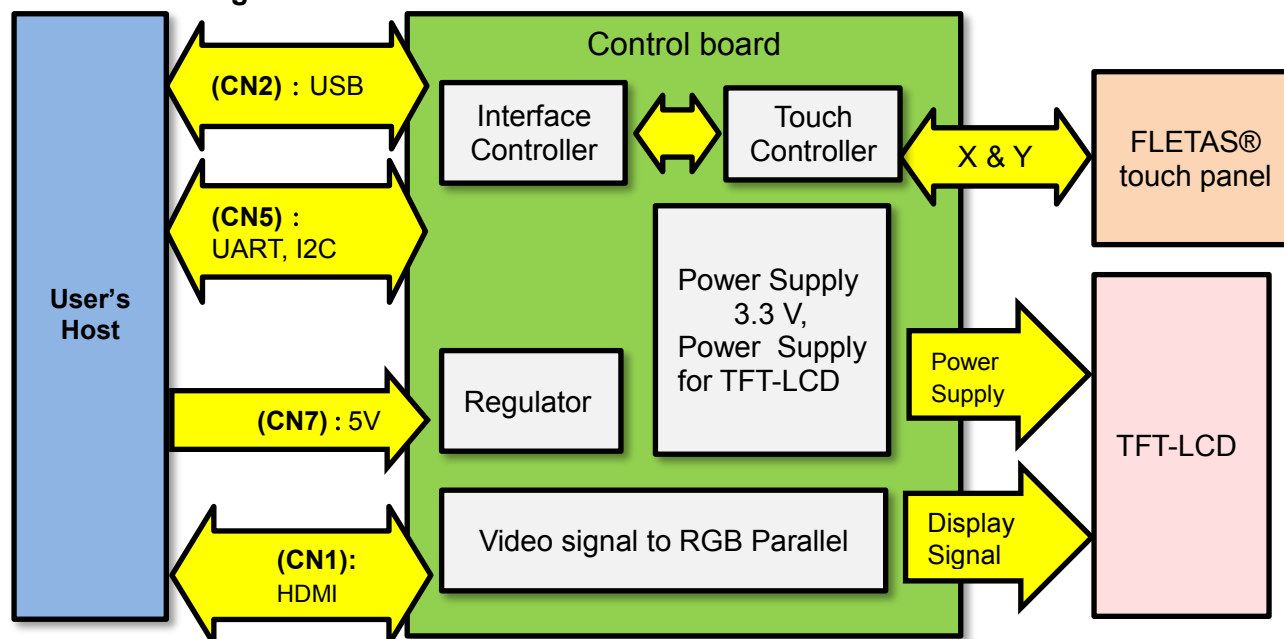 Control board
(CN2) : USB
Interface
Controller
Touch
Controller
X & Y
FLETAS®
touch panel
(CN5) :
UART, I2C
User's
Host
Power Supply
3.3 V,
Power Supply
for TFT-LCD
Power
Supply
Regulator
(CN7) : 5V
TFT-LCD
Video signal to RGB Parallel
Display
Signal
(CN1):
HDMI